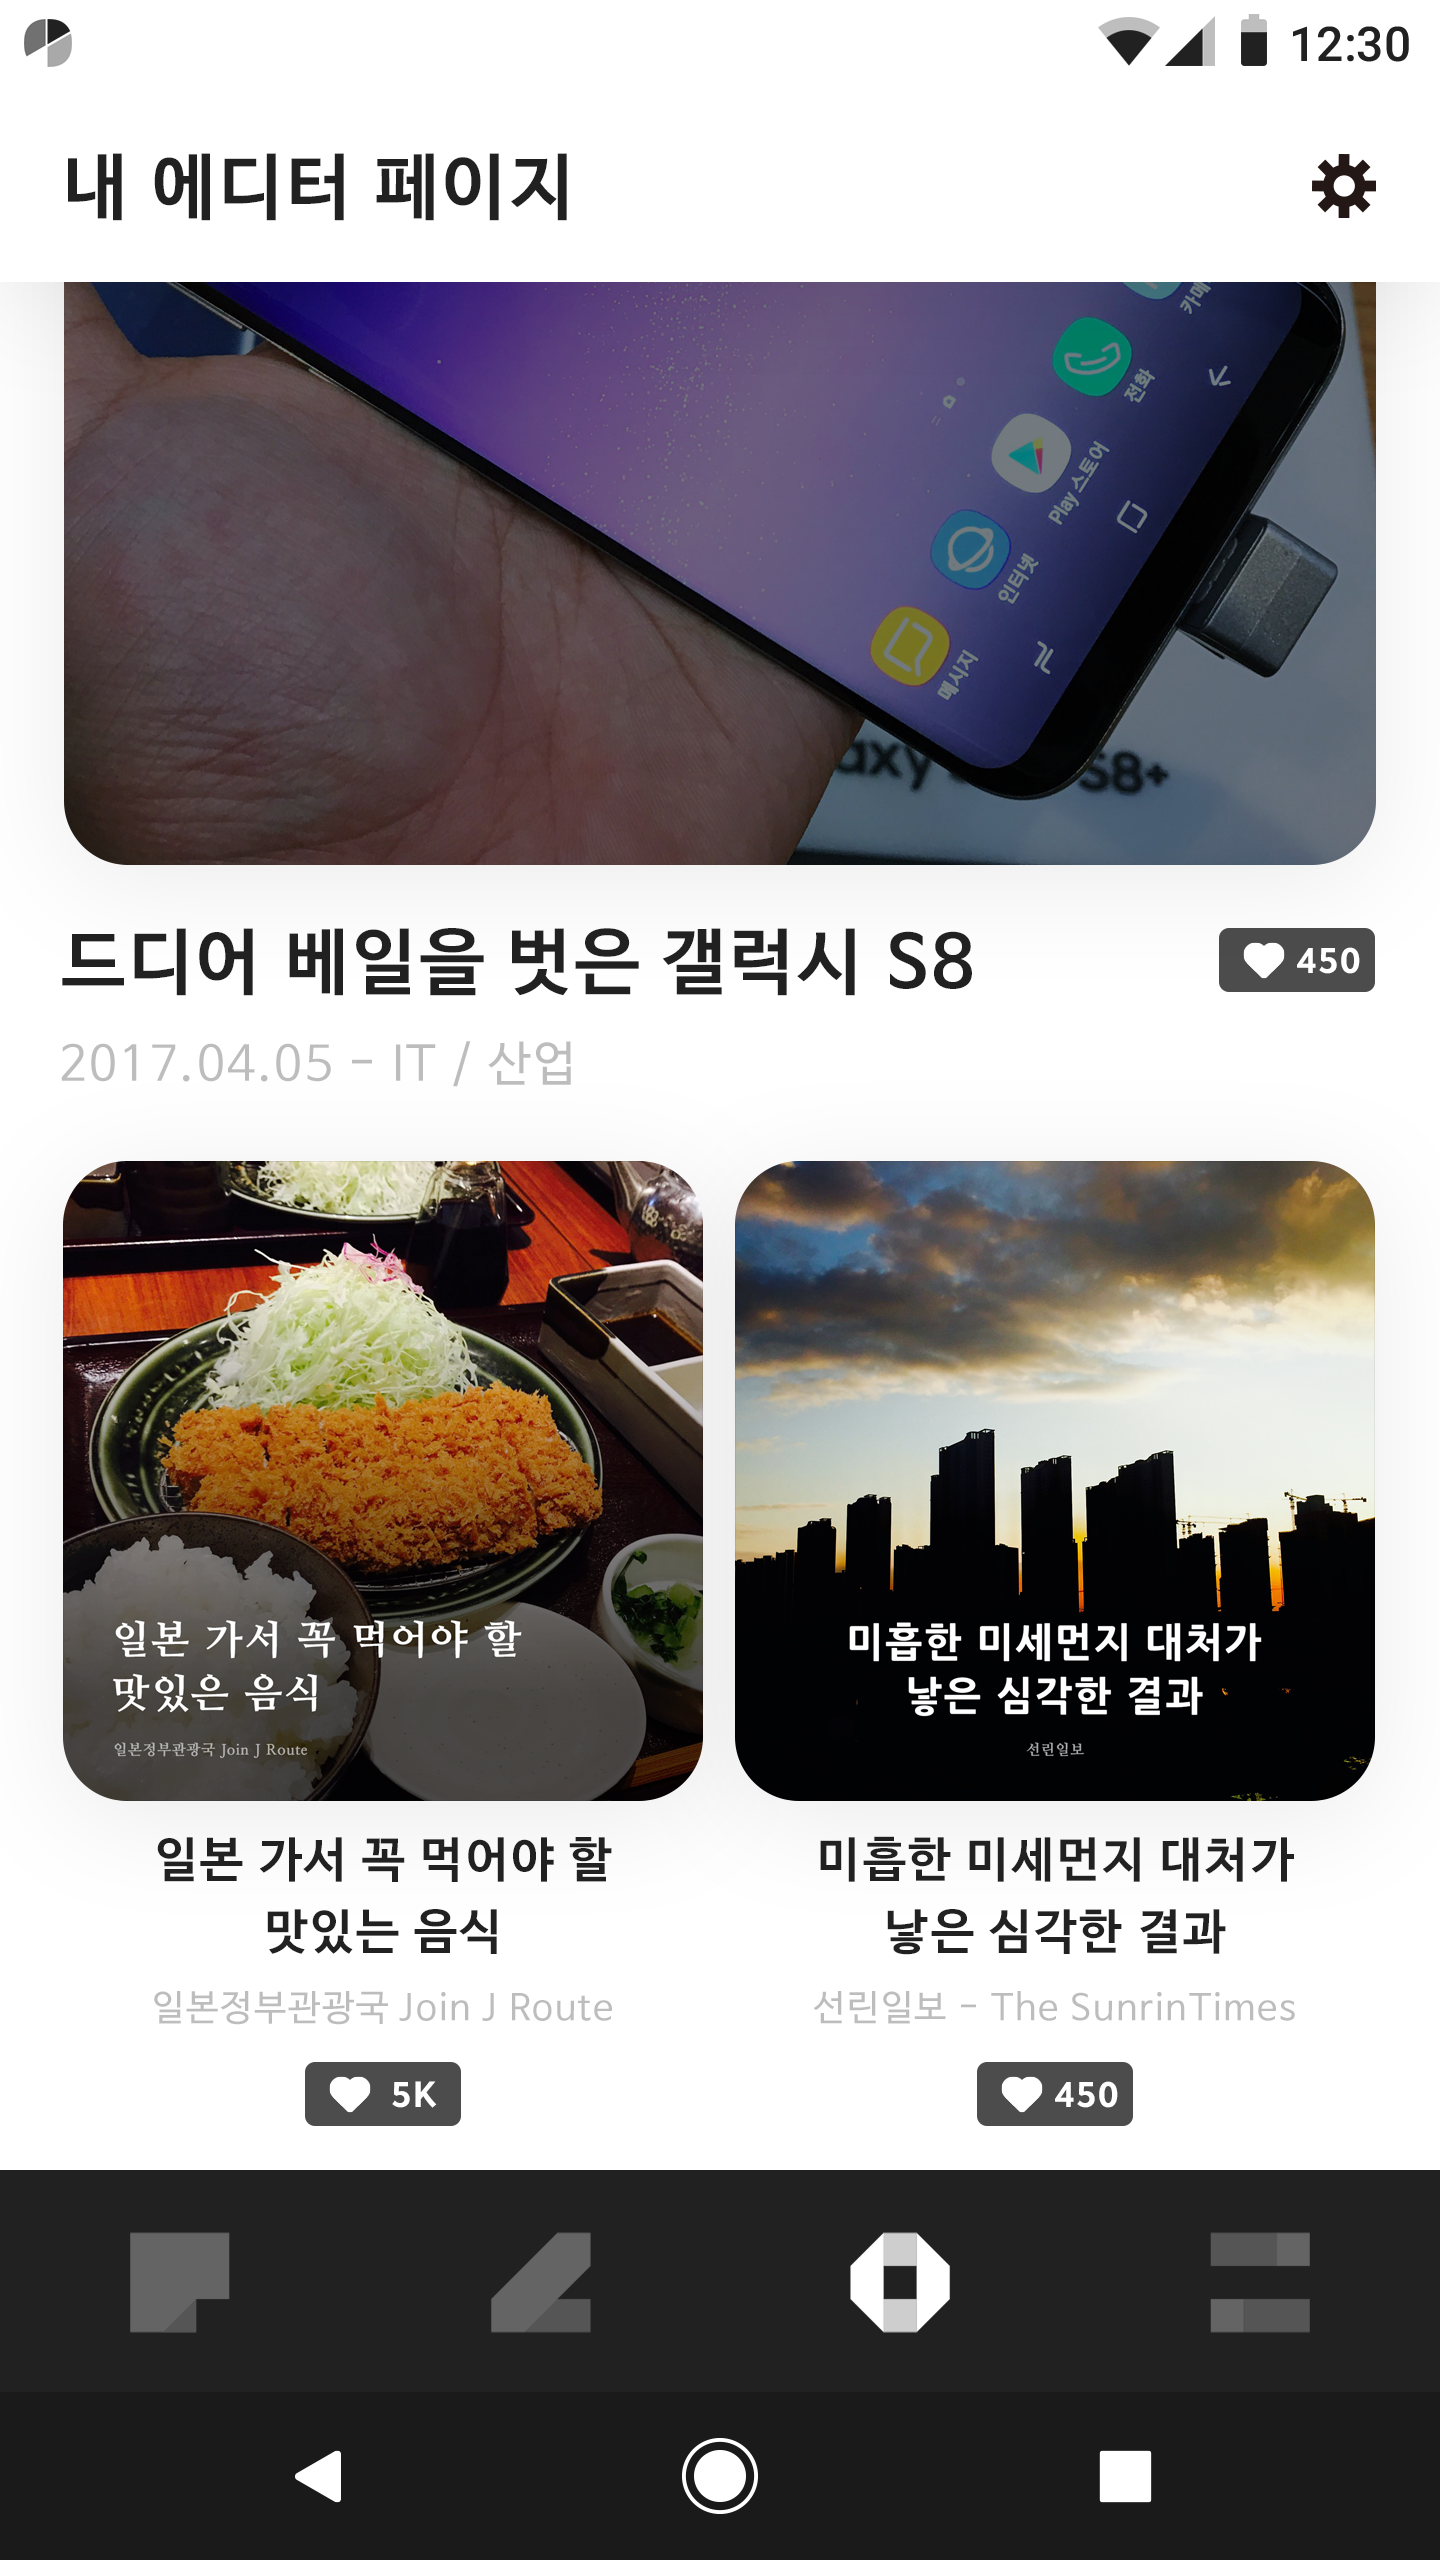 12:30
내 에디터 페이지
전화
Play 스토어
인터넷
메시지
S8+
드디어 베일을 벗은 갤럭시 S8
450
2017.04.05 - IT / 산업
일본 가서 꼭 먹어야 할
맛있은 음식
일본정부관광국 Join J Route
미흡한 미세먼지 대처가
낳은 심각한 결과
선린일보
일본 가서 꼭 먹어야 할
맛있는 음식
일본정부관광국 Join J Route
5K
미흡한 미세먼지 대처가
낳은 심각한 결과
선린일보 - The SunrinTimes
450